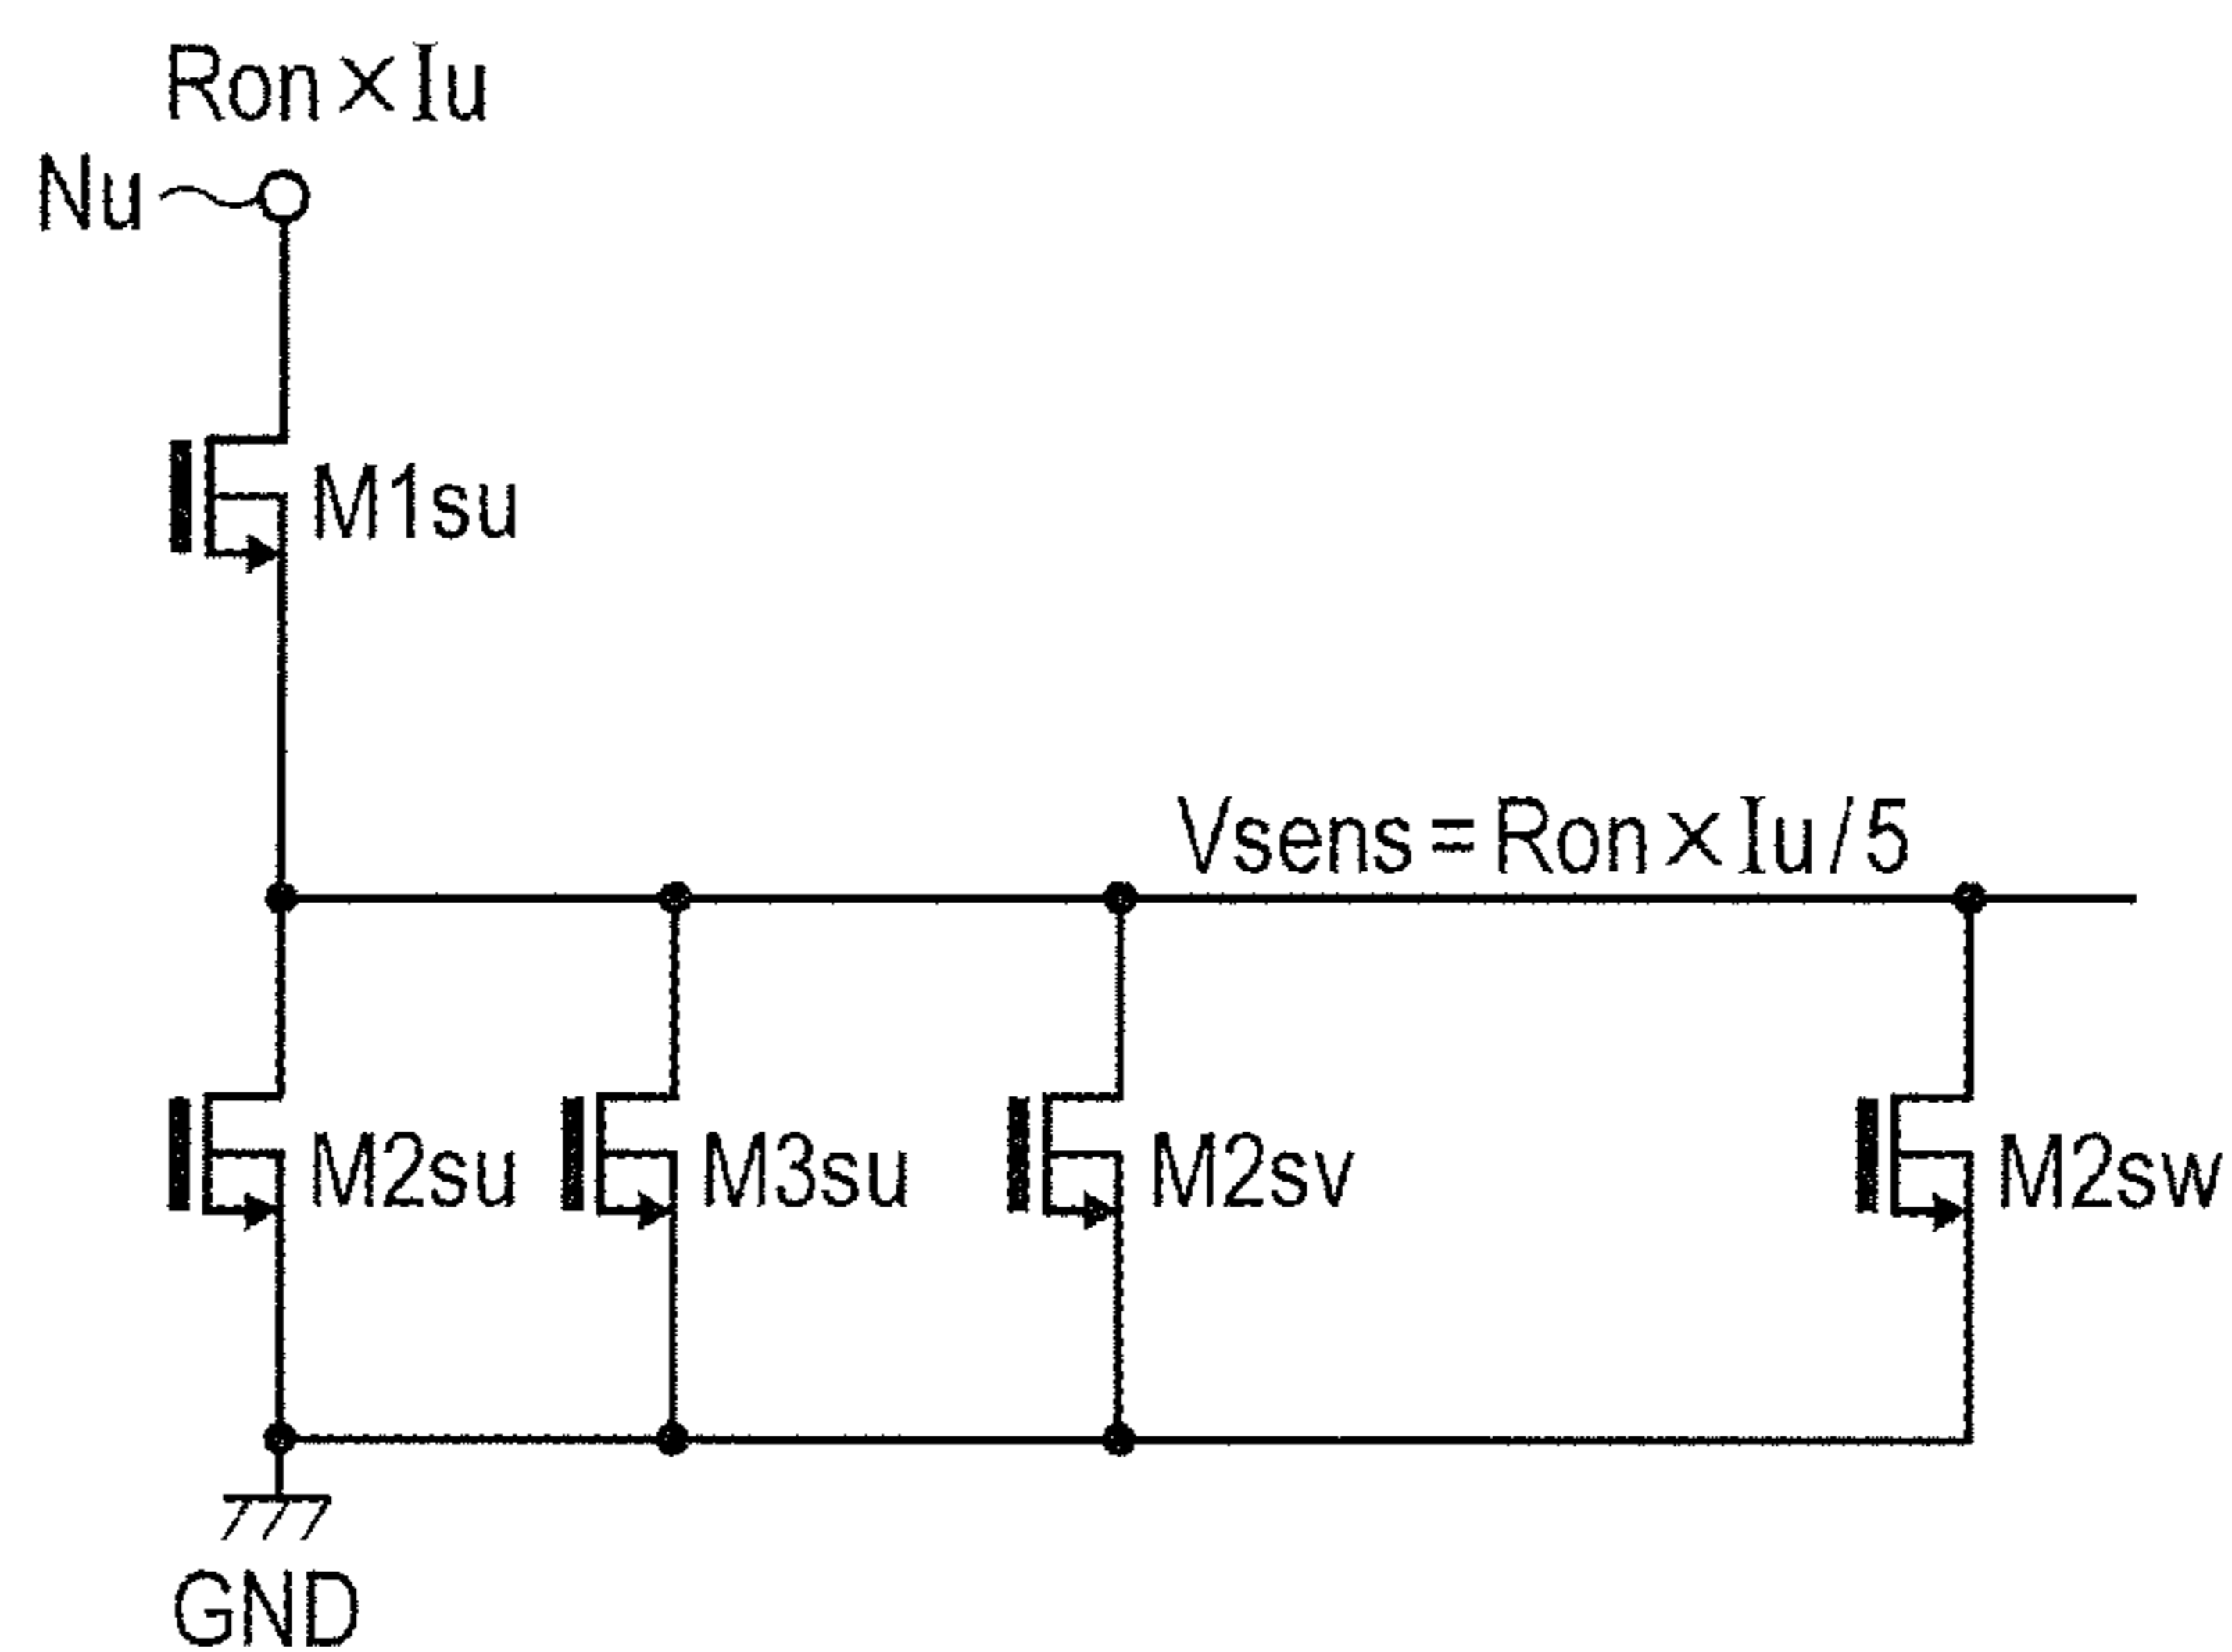 Ron×Iu
Nu
M1su
Vsens=Ron×Iu/5
M2su
M3su
M2sv
M2sw
GND